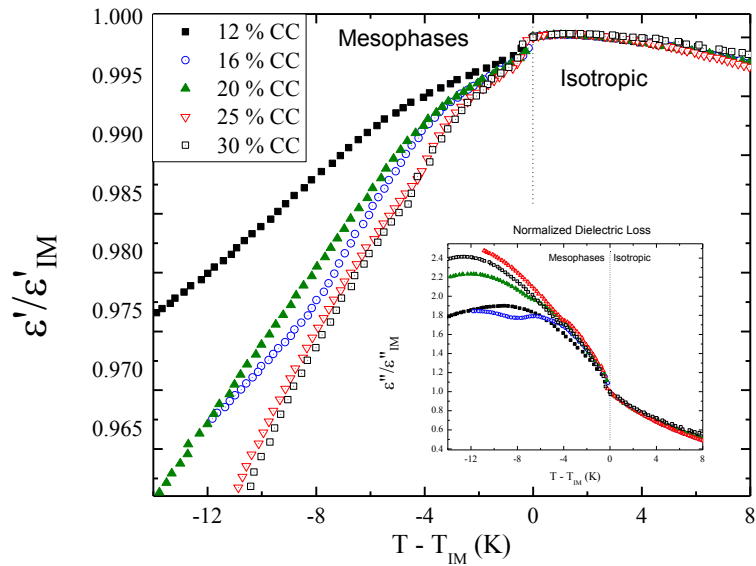 1.000
0.995
0.990
0.985
0.980
0.975
0.970
0.965
ε'/ε'IM
12 % CC
16 % CC
20 % CC
25 % CC
30 % CC
Mesophases
Isotropic
Normalized Dielectric Loss
Mesophases
Isotropic
2.4
2.2
2.0
1.8
1.6
1.4
1.2
1.0
0.8
0.6
0.4
ε''/ε''IM
-12 -8 -4 0 4 8
T - TIM (K)
-12 -8 -4 0 4 8
T - TIM (K)